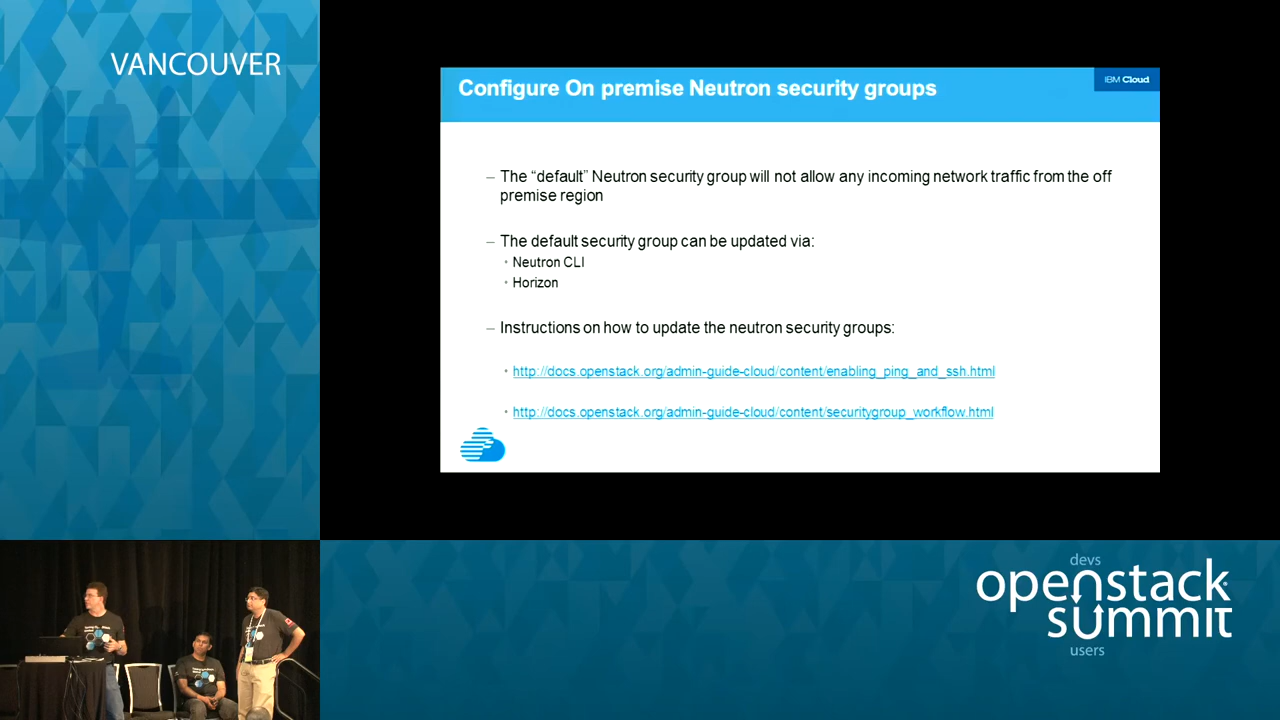 VANCOUVER
Configure On premise Neutron security groups
IBM Cloud
– The “default” Neutron security group will not allow any incoming network traffic from the off
premise region
– The default security group can be updated via:
• Neutron CLI
• Horizon
– Instructions on how to update the neutron security groups:
• http://docs.openstack.org/admin-guide-cloud/content/enabling_ping_and_ssh.html
• http://docs.openstack.org/admin-guide-cloud/content/securitygroup_workflow.html
devs
openstack
summit
users